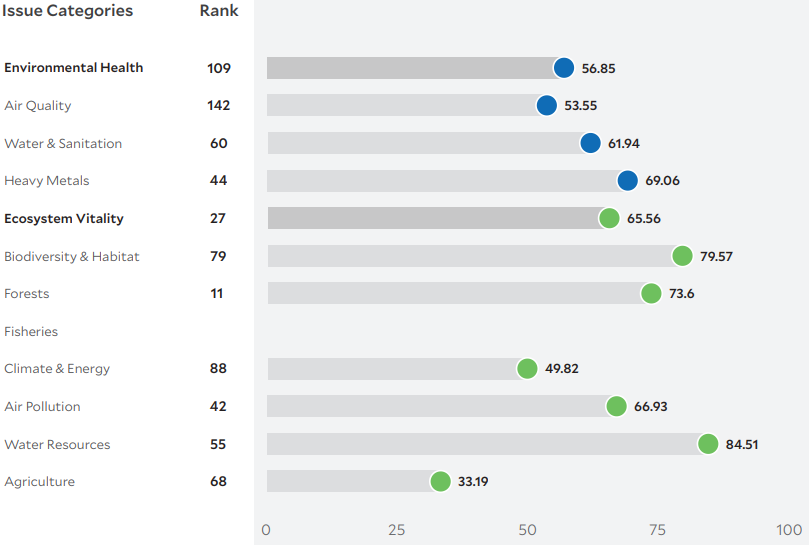 Issue Categories Rank
Environmental Health 109 56.85
Air Quality 142 53.55
Water & Sanitation 60 61.94
Heavy Metals 44 69.06
Ecosystem Vitality 27 65.56
Biodiversity & Habitat 79 79.57
Forests 11 73.6
Fisheries
Climate & Energy 88 49.82
Air Pollution 42 66.93
Water Resources 55 84.51
Agriculture 68 33.19
0 25 50 75 100